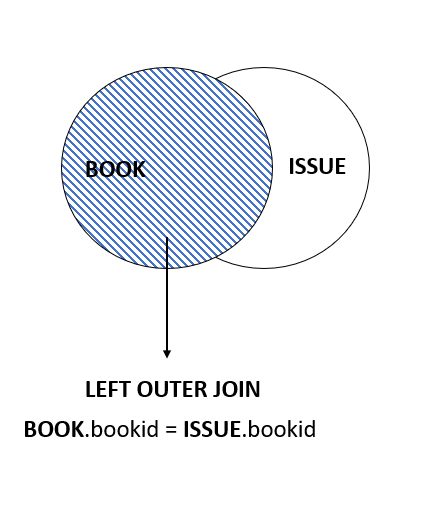 BOOK
ISSUE
LEFT OUTER JOIN
BOOK.bookid = ISSUE.bookid